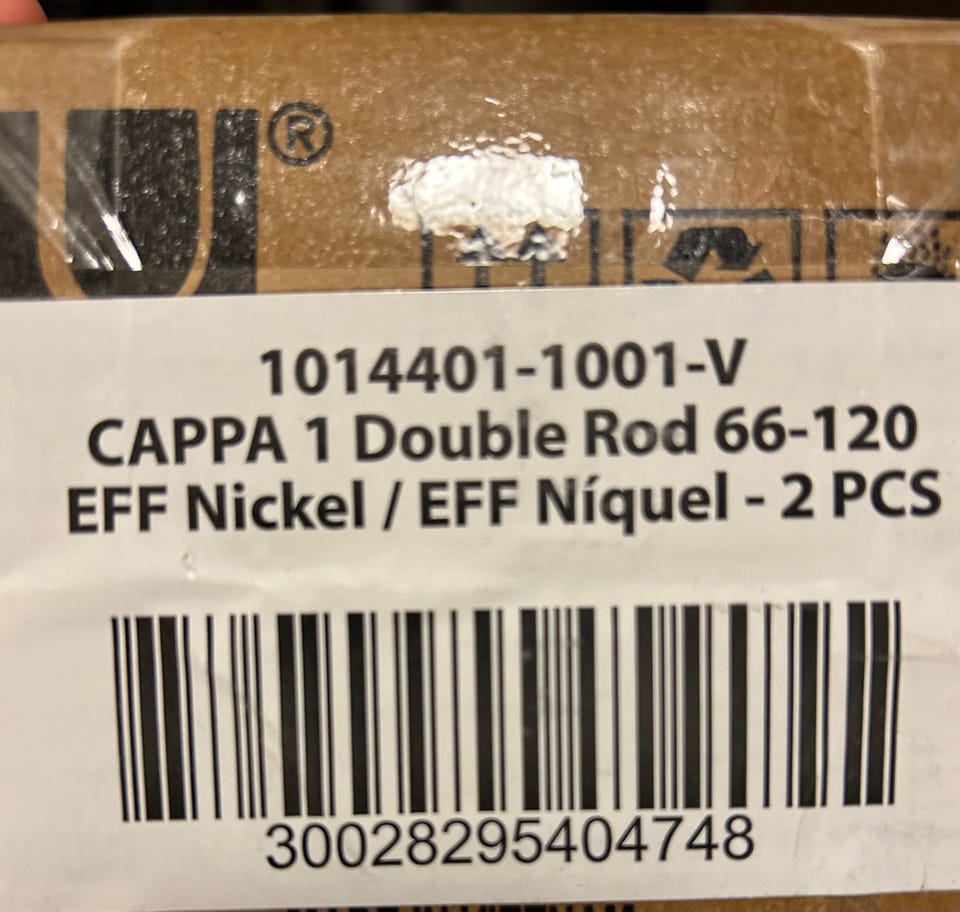 U®
1014401-1001-V
CAPPA 1 Double Rod 66-120
EFF Nickel / EFF Níquel - 2 PCS
30028295404748